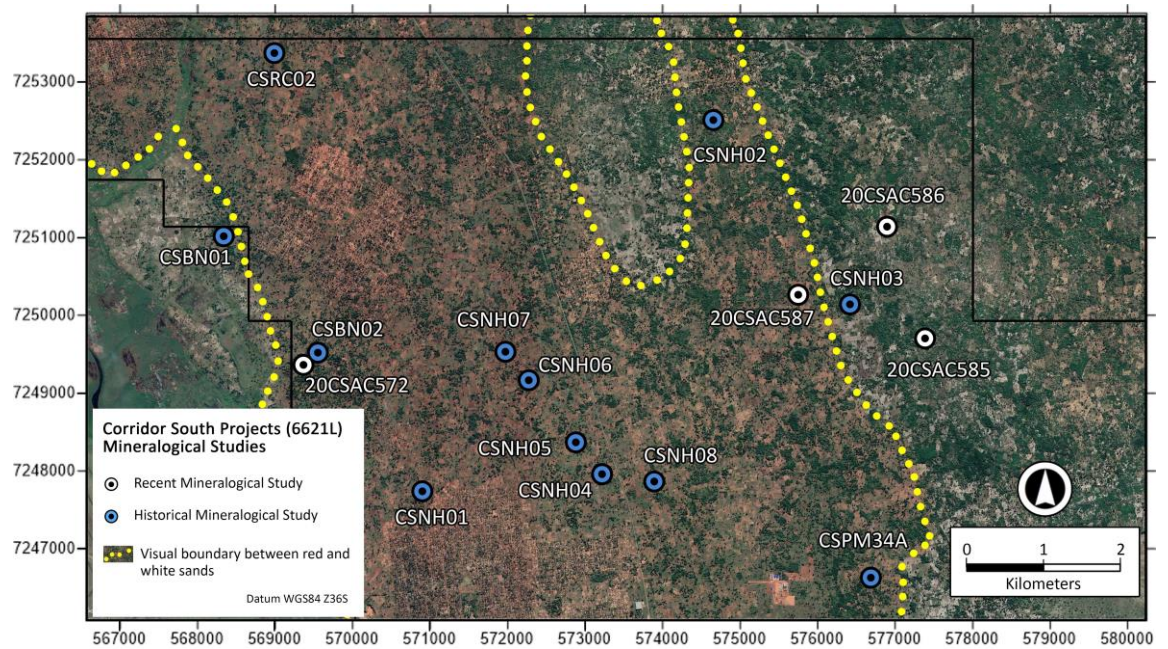 CSRC02
7253000
CSNH02
7252000
20CSAC586
7251000
CSBN01
CSNH03
7250000
CSNH07
20CSAC587
CSBN02
CSNH06
20CSAC572
20CSAC585
7249000
Corridor South Projects (6621L)
Mineralogical Studies
Recent Mineralogical Study
Historical Mineralogical Study
Visual boundary between red and
white sands
Datum WGS84 Z36S
CSNH05
CSNH08
7248000
CSNH04
CSNH01
CSPM34A
7247000
0 1 2
Kilometers
567000 568000 569000 570000 571000 572000 573000 574000 575000 576000 577000 578000 579000 580000